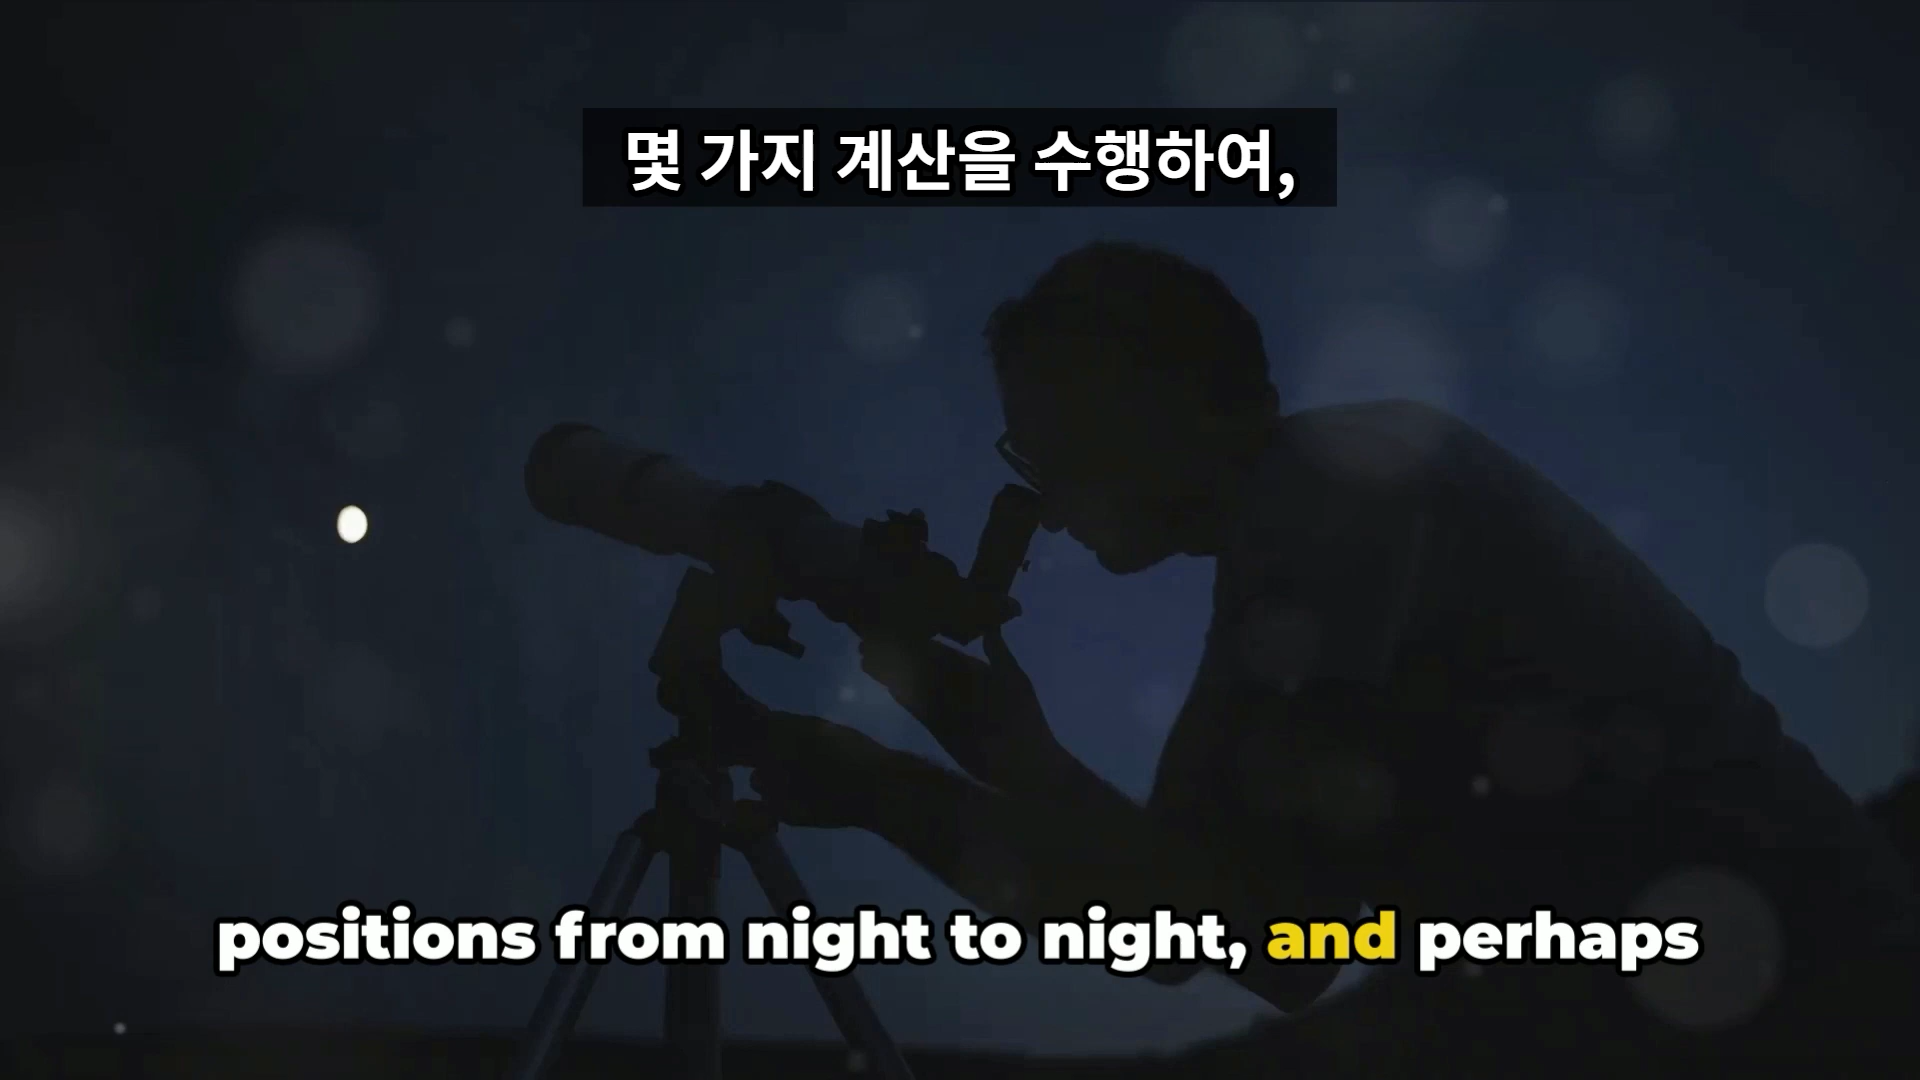 몇 가지 계산을 수행하여,
positions from night to night, and perhaps